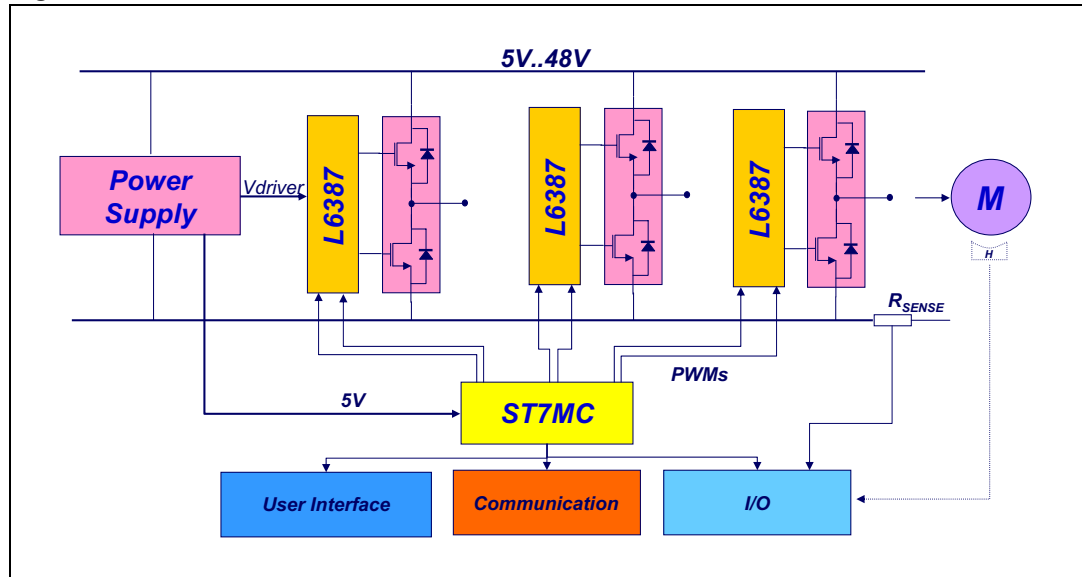 5V..48V
Power
Supply
Vdriver
L6387
L6387
L6387
M
H
RSENSE
PWMs
5V
ST7MC
User Interface
Communication
I/O